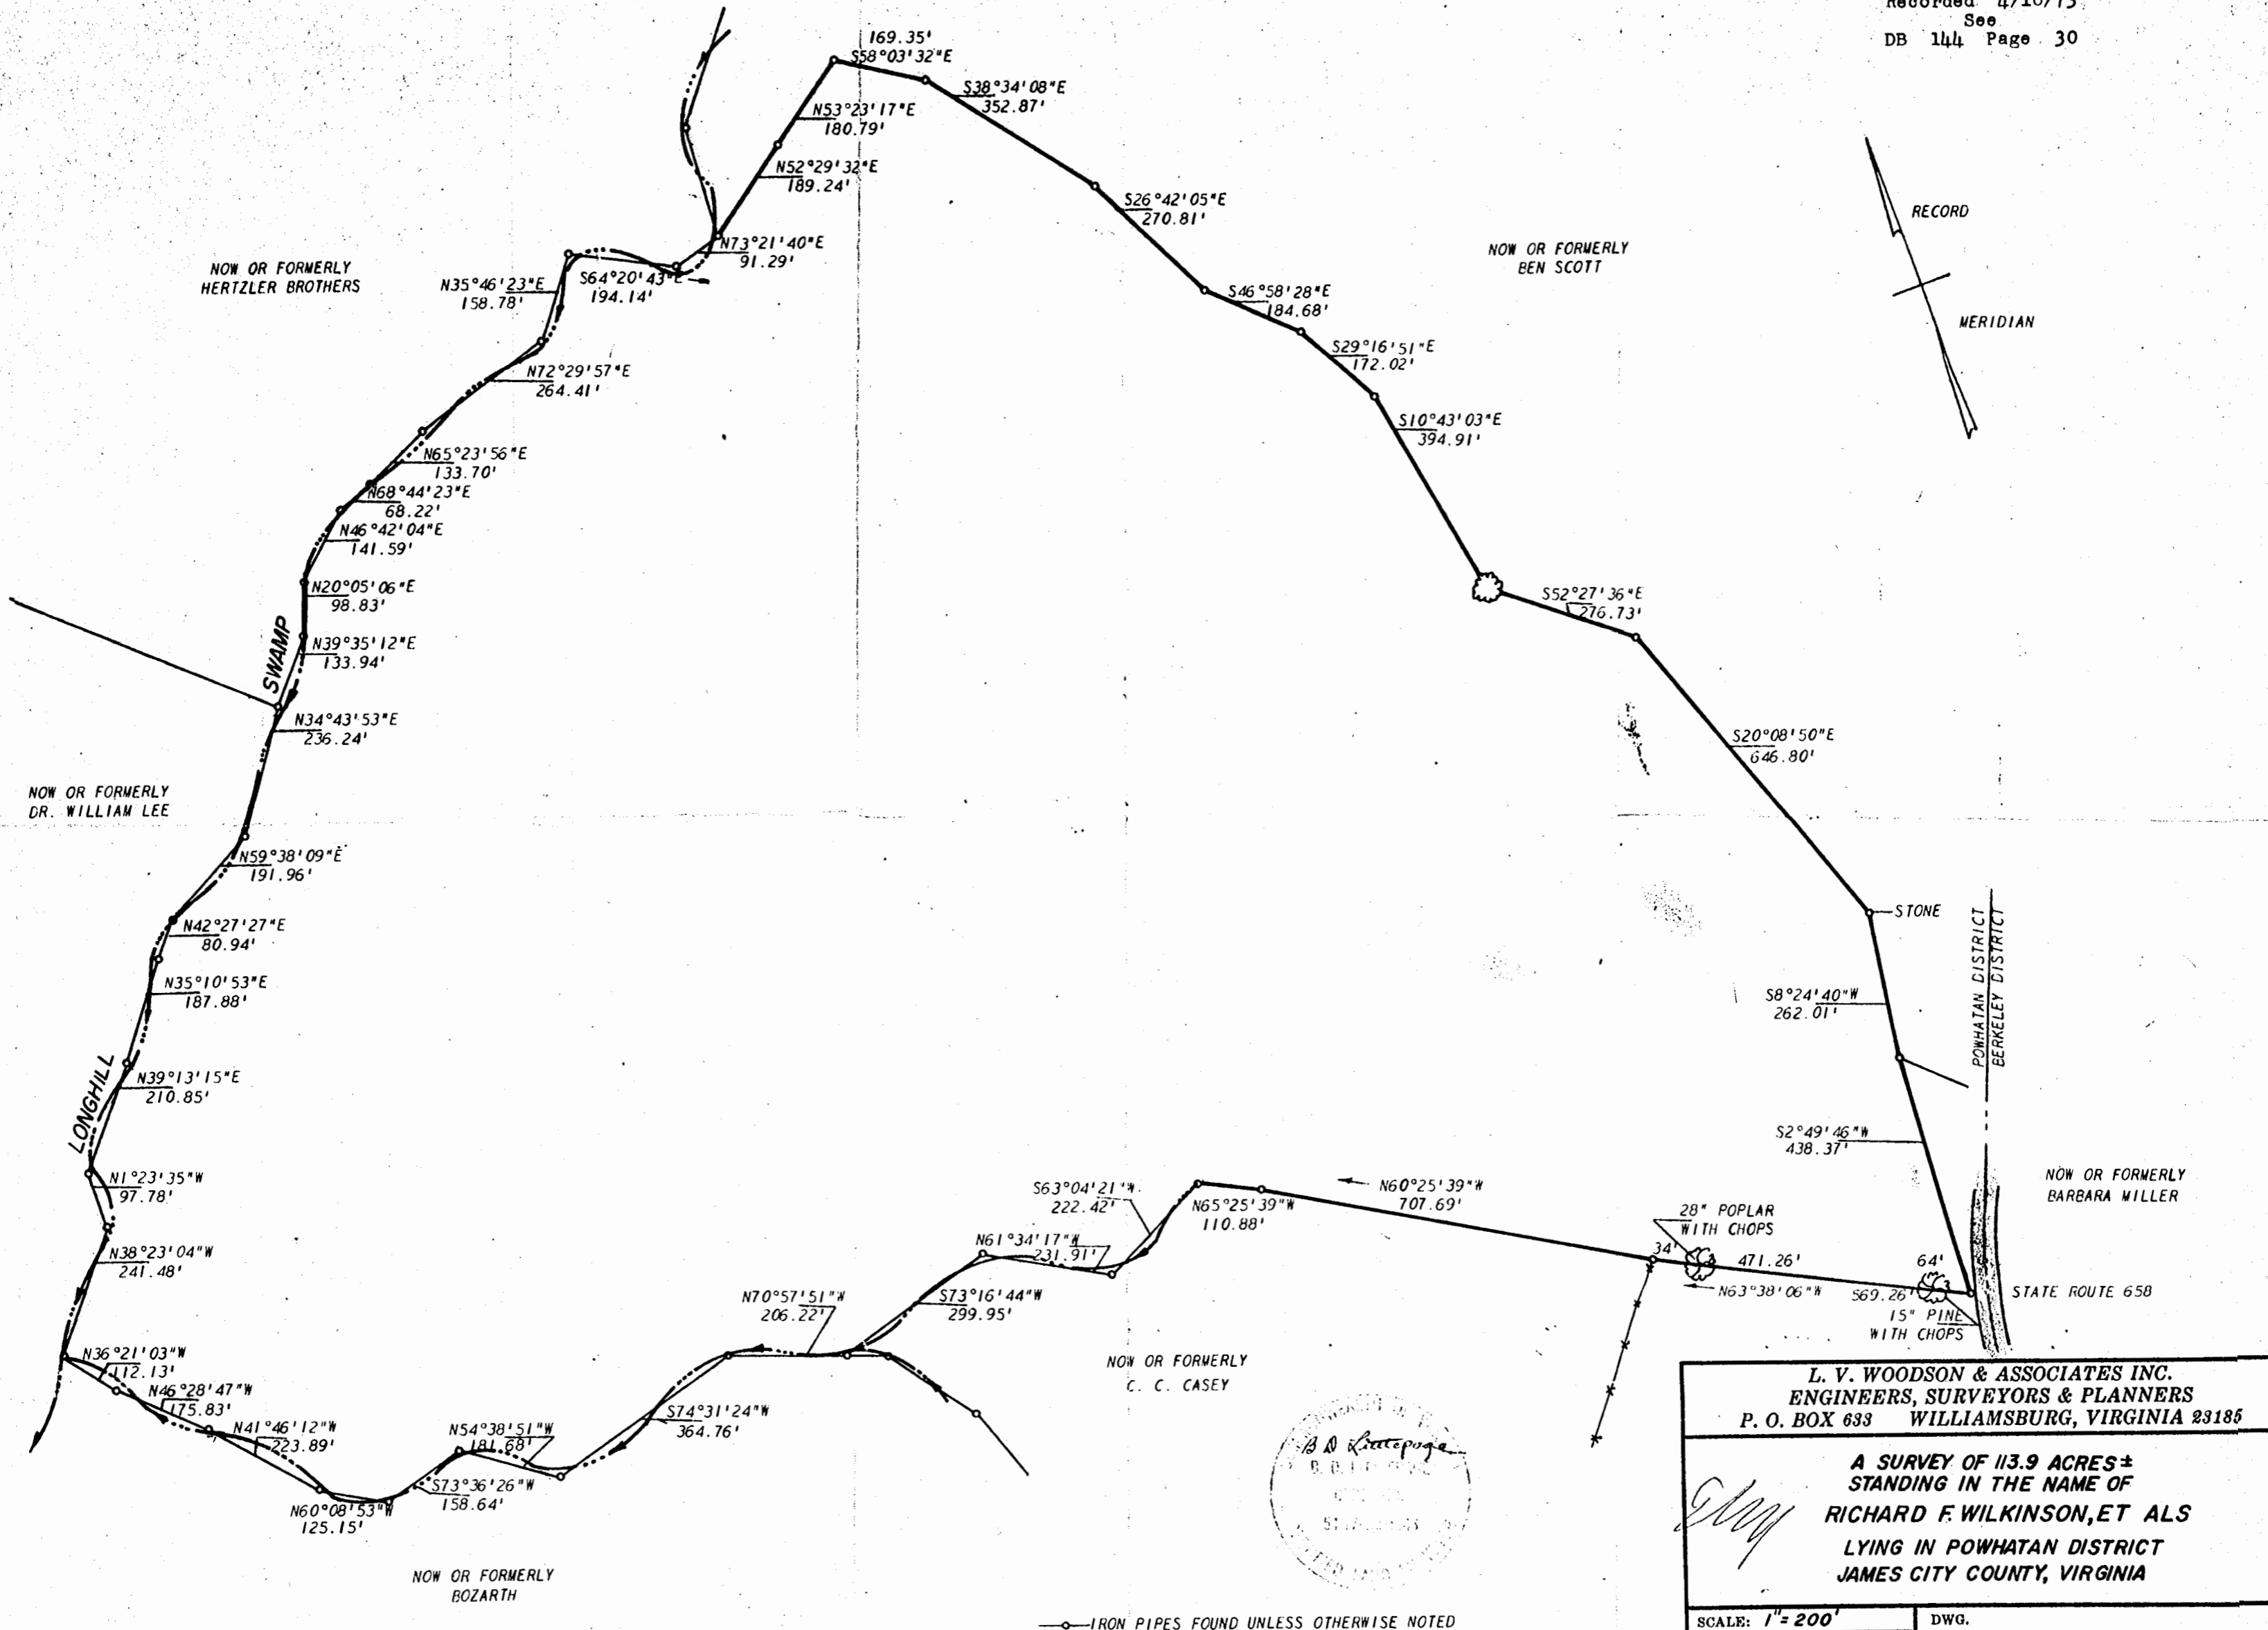 Recorded 4/10/73
See
DB 144 Page 30
169.35'
S58°03'32"E
S38°34'08"E
352.87'
N53°23'17"E
180.79'
N52°29'32"E
189.24'
S26°42'05"E
270.81'
RECORD
MERIDIAN
N73°21'40"E
91.29'
NOW OR FORMERLY
BEN SCOTT
NOW OR FORMERLY
HERTZLER BROTHERS
N35°46'23"E
158.78'
S64°20'43"E
194.14'
S46°58'28"E
184.68'
S29°16'51"E
172.02'
N72°29'57"E
264.41'
S10°43'03"E
394.91'
N65°23'56"E
133.70'
N68°44'23"E
68.22'
N46°42'04"E
141.59'
N20°05'06"E
98.83'
S52°27'36"E
276.73'
SWAMP
N39°35'12"E
133.94'
N34°43'53"E
236.24'
S20°08'50"E
646.80'
NOW OR FORMERLY
DR. WILLIAM LEE
N59°38'09"E
191.96'
N42°27'27"E
80.94'
STONE
POWHATAN DISTRICT
BERKELEY DISTRICT
N35°10'53"E
187.88'
S8°24'40"W
262.01'
LONGHILL
N39°13'15"E
210.85'
S2°49'46"W
438.37'
N1°23'35"W
97.78'
NOW OR FORMERLY
BARBARA MILLER
S63°04'21"W
222.42'
N65°25'39"W
110.88'
N60°25'39"W
707.69'
28" POPLAR
WITH CHOPS
N38°23'04"W
241.48'
N61°34'17"W
231.91'
34'
471.26'
64'
N63°38'06"W
569.26'
STATE ROUTE 658
15" PINE
WITH CHOPS
N70°57'51"W
206.22'
S73°16'44"W
299.95'
N36°21'03"W
112.13'
N46°28'47"W
175.83'
NOW OR FORMERLY
C. C. CASEY
N41°46'12"W
223.89'
N54°38'51"W
181.68'
S74°31'24"W
364.76'
S73°36'26"W
158.64'
N60°08'53"W
125.15'
NOW OR FORMERLY
BOZARTH
IRON PIPES FOUND UNLESS OTHERWISE NOTED
L. V. WOODSON & ASSOCIATES INC.
ENGINEERS, SURVEYORS & PLANNERS
P. O. BOX 633 WILLIAMSBURG, VIRGINIA 23185
A SURVEY OF 113.9 ACRES±
STANDING IN THE NAME OF
RICHARD F. WILKINSON, ET ALS
LYING IN POWHATAN DISTRICT
JAMES CITY COUNTY, VIRGINIA
SCALE: 1"=200'
DWG.